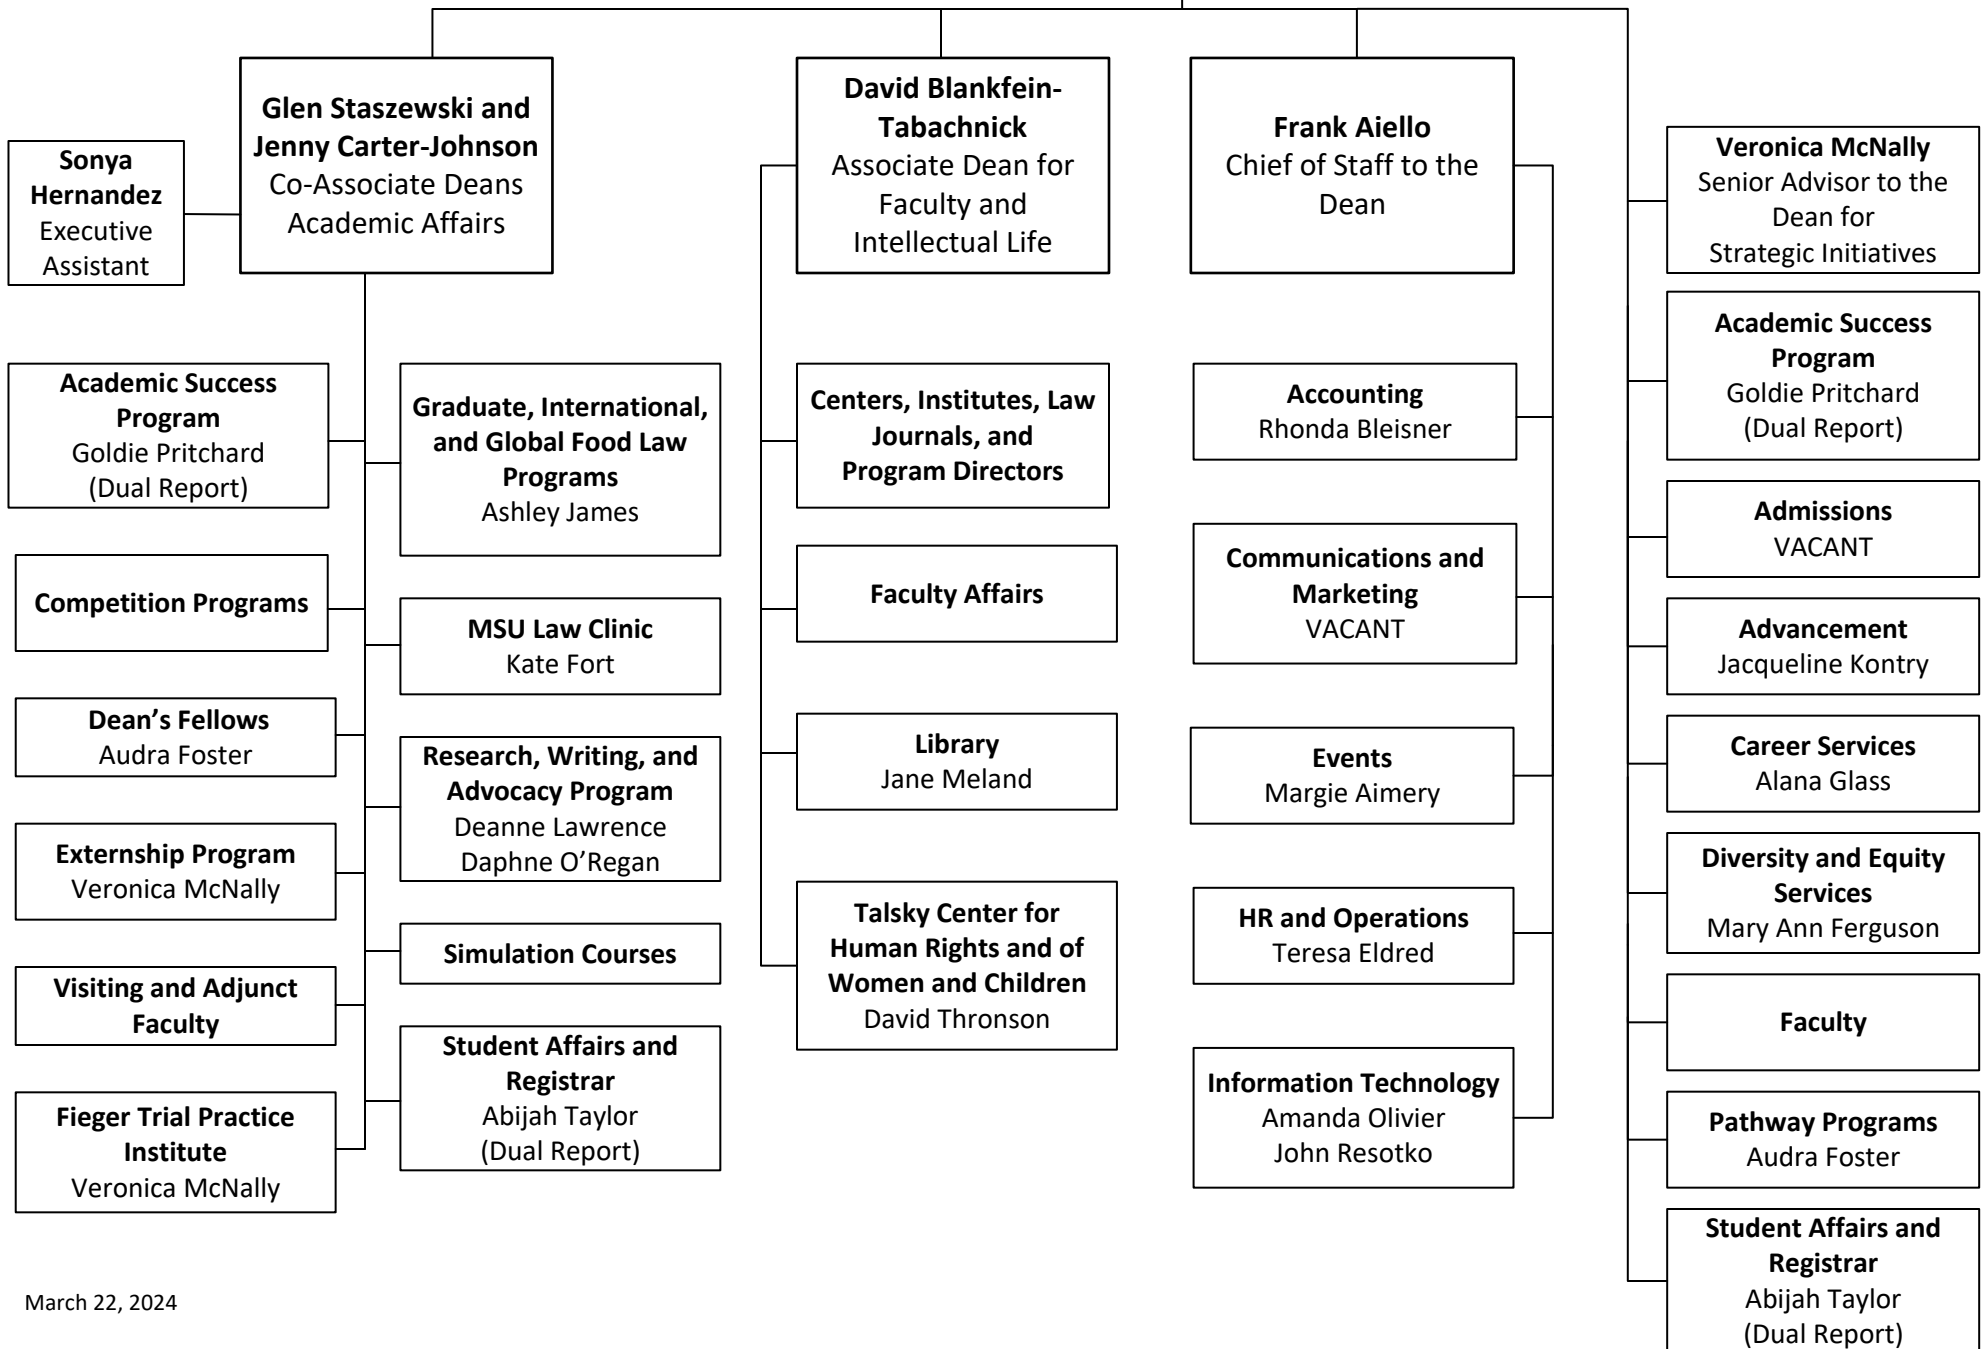 Glen Staszewski and
Jenny Carter-Johnson
Co-Associate Deans
Academic Affairs
Sonya
Hernandez
Executive
Assistant
Academic Success
Program
Goldie Pritchard
(Dual Report)
Competition Programs
Dean’s Fellows
Audra Foster
Externship Program
Veronica McNally
Visiting and Adjunct
Faculty
Fieger Trial Practice
Institute
Veronica McNally
Graduate, International,
and Global Food Law
Programs
Ashley James
MSU Law Clinic
Kate Fort
Research, Writing, and
Advocacy Program
Deanne Lawrence
Daphne O’Regan
Simulation Courses
Student Affairs and
Registrar
Abijah Taylor
(Dual Report)
David Blankfein-
Tabachnick
Associate Dean for
Faculty and
Intellectual Life
Centers, Institutes, Law
Journals, and
Program Directors
Faculty Affairs
Library
Jane Meland
Talsky Center for
Human Rights and of
Women and Children
David Thronson
Frank Aiello
Chief of Staff to the
Dean
Accounting
Rhonda Bleisner
Communications and
Marketing
VACANT
Events
Margie Aimery
HR and Operations
Teresa Eldred
Information Technology
Amanda Olivier
John Resotko
Veronica McNally
Senior Advisor to the
Dean for
Strategic Initiatives
Academic Success
Program
Goldie Pritchard
(Dual Report)
Admissions
VACANT
Advancement
Jacqueline Kontry
Career Services
Alana Glass
Diversity and Equity
Services
Mary Ann Ferguson
Faculty
Pathway Programs
Audra Foster
Student Affairs and
Registrar
Abijah Taylor
(Dual Report)
March 22, 2024